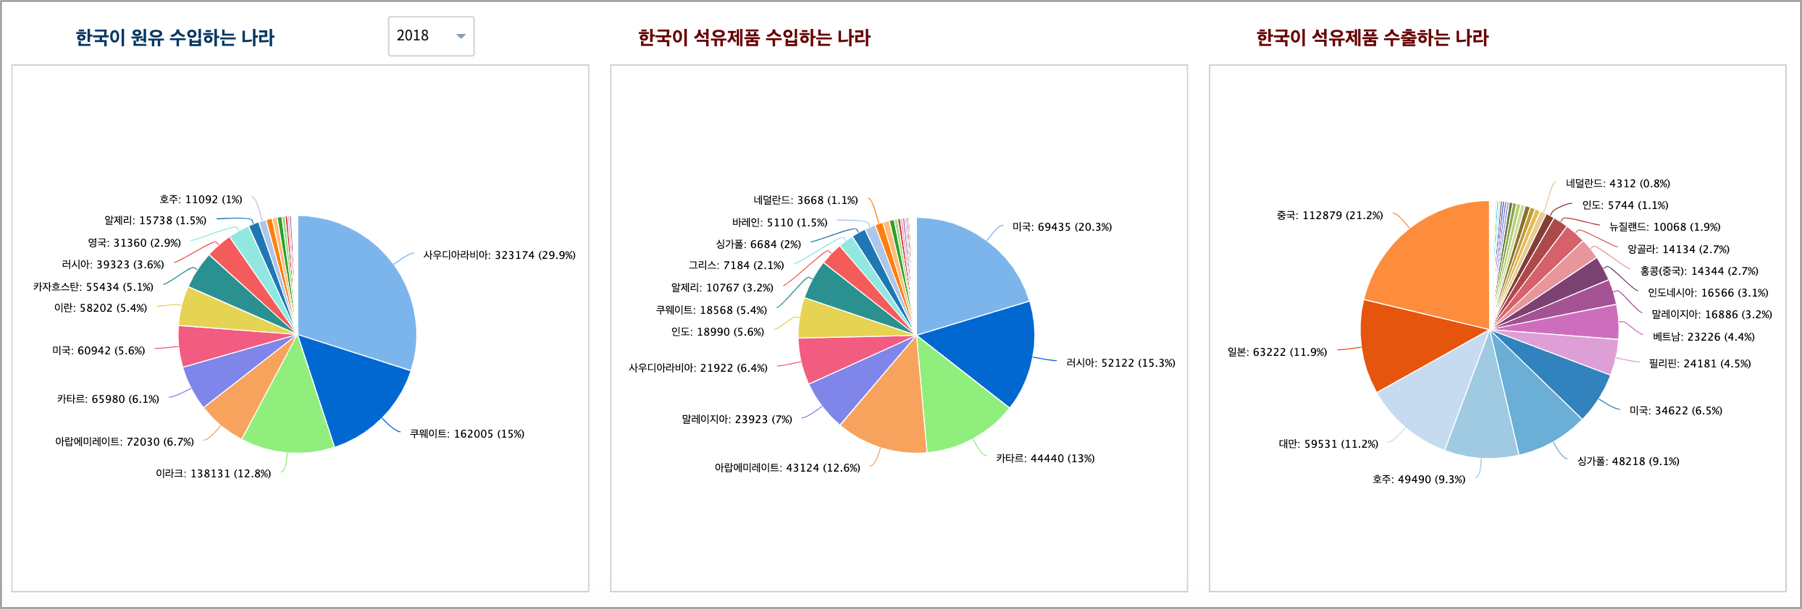 한국이 원유 수입하는 나라
2018
호주: 11092 (1%)
알제리: 15738 (1.5%)
영국: 31360 (2.9%)
러시아: 39323 (3.6%)
카자흐스탄: 55434 (5.1%)
이란: 58202 (5.4%)
미국: 60942 (5.6%)
카타르: 65980 (6.1%)
아랍에미레이트: 72030 (6.7%)
이라크: 138131 (12.8%)
쿠웨이트: 162005 (15%)
사우디아라비아: 323174 (29.9%)
한국이 석유제품 수입하는 나라
네덜란드: 3668 (1.1%)
바레인: 5110 (1.5%)
싱가폴: 6684 (2%)
그리스: 7184 (2.1%)
알제리: 10767 (3.2%)
쿠웨이트: 18568 (5.4%)
인도: 18990 (5.6%)
사우디아라비아: 21922 (6.4%)
말레이지아: 23923 (7%)
아랍에미레이트: 43124 (12.6%)
카타르: 44440 (13%)
러시아: 52122 (15.3%)
미국: 69435 (20.3%)
한국이 석유제품 수출하는 나라
네덜란드: 4312 (0.8%)
인도: 5744 (1.1%)
뉴질랜드: 10068 (1.9%)
앙골라: 14134 (2.7%)
홍콩(중국): 14344 (2.7%)
인도네시아: 16566 (3.1%)
말레이지아: 16886 (3.2%)
베트남: 23226 (4.4%)
필리핀: 24181 (4.5%)
미국: 34622 (6.5%)
싱가폴: 48218 (9.1%)
호주: 49490 (9.3%)
대만: 59531 (11.2%)
일본: 63222 (11.9%)
중국: 112879 (21.2%)